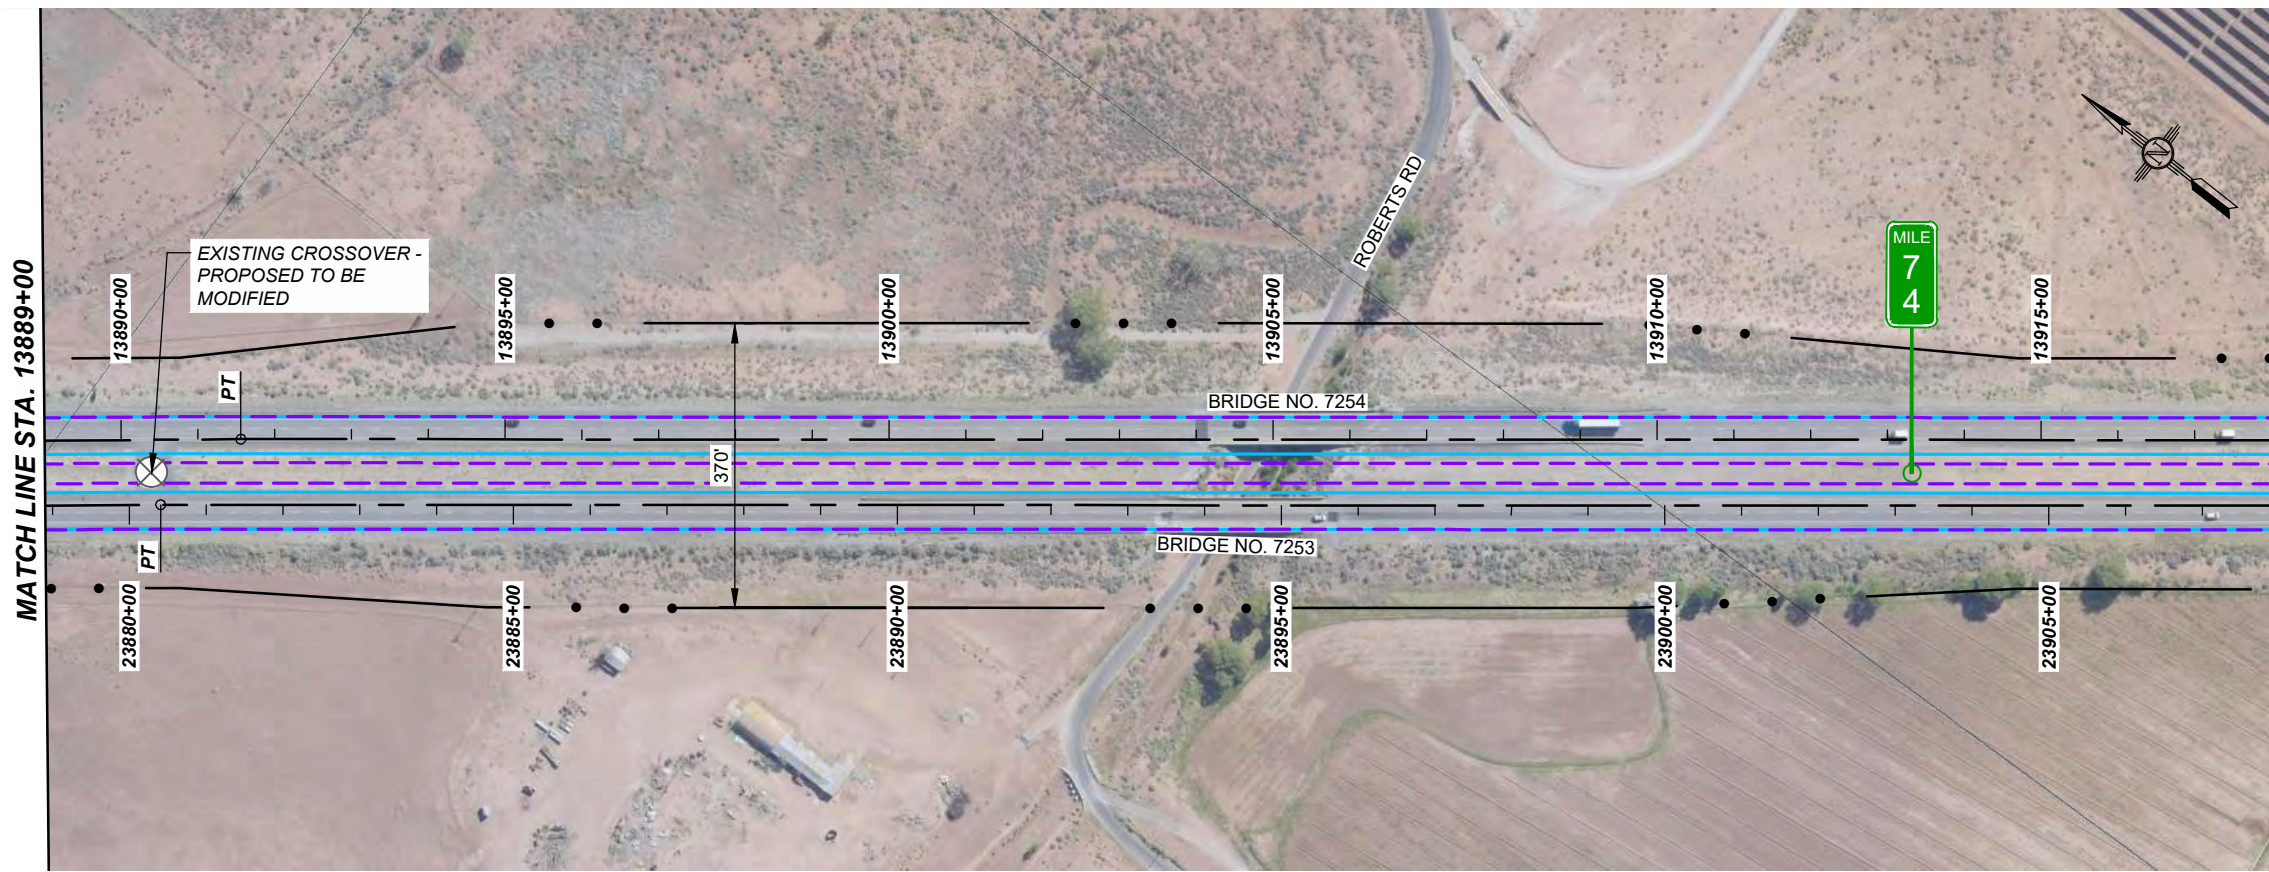 MATCH LINE STA. 13889+00
EXISTING CROSSOVER -
PROPOSED TO BE
MODIFIED
13890+00
13895+00
13900+00
13905+00
13910+00
13915+00
ROBERTS RD
MILE
7
4
N
PT
BRIDGE NO. 7254
370'
PT
BRIDGE NO. 7253
23880+00
23885+00
23890+00
23895+00
23900+00
23905+00